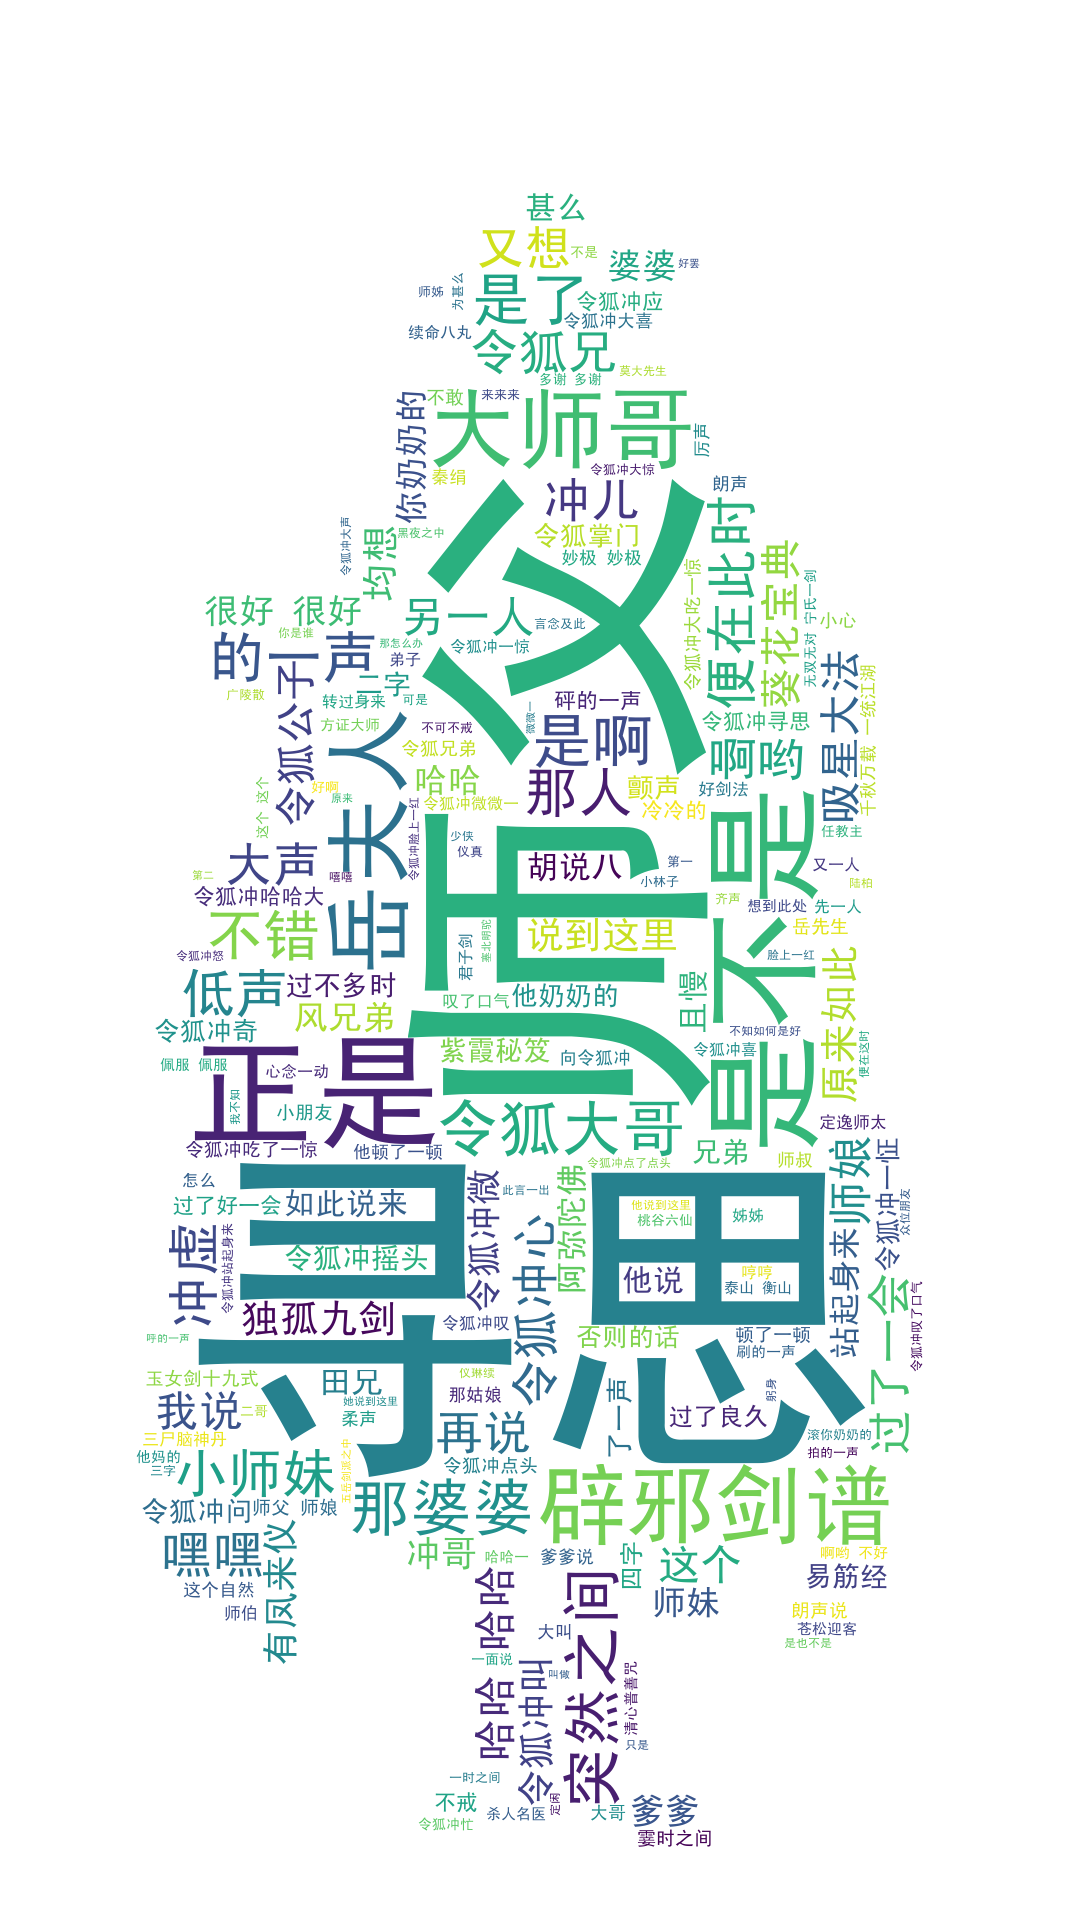 甚么
又想
不是
婆婆
好罢
师姊
为甚么
是了
令狐冲应
令狐冲大喜
续命八丸
令狐兄
莫大先生
多谢 多谢
不敢
来来来
大师哥
厉声
你奶奶的
秦绢
令狐冲大惊
朗声
冲儿
令狐掌门
妙极 妙极
黑夜之中
令狐冲大声
均想
师父
便在此时
葵花宝典
宁氏一剑
无双无对
小心
令狐冲大吃一惊
很好 很好
你是谁
另一人
言念及此
那怎么办
令狐冲一惊
弟子
的一声
二字
可是
广陵散
转过身来
砰的一声
微微一
令狐公子
方证大师
不可不戒
令狐冲寻思
吸星大法
一统江湖
千秋万载
令狐兄弟
是啊
啊哟
岳夫人
哈哈
那人
颤声
好剑法
好啊
原来
令狐冲微微一
冷冷的
这个 这个
令狐冲脸上一红
任教主
少侠
仪真
大声
胡说八
第一
又一人
第二
嘻嘻
小林子
陆柏
令狐冲哈哈大
齐声
想到此处
先一人
不错
说到这里
岳先生
是不是
君子剑
塞北明驼
脸上一红
令狐冲怒
低声
过不多时
他奶奶的
且慢
原来如此
叹了口气
风兄弟
令狐冲奇
不知如何是好
便在这时
紫霞秘笈
向令狐冲
令狐冲喜
正是
佩服 佩服
心念一动
我不知
小朋友
令狐大哥
定逸师太
令狐冲吃了一惊
他顿了一顿
兄弟
师叔
师娘
令狐冲一怔
众位朋友
令狐冲点了点头
怎么
寻思
令狐冲微
此言一出
阿弥陀佛
过了好一会
如此说来
他说到这里
桃谷六仙
姊姊
冲虚
令狐冲站起身来
令狐冲摇头
令狐冲心
他说
哼哼
泰山 衡山
站起身来
过了一会
令狐冲叹了口气
独孤九剑
令狐冲叹
否则的话
顿了一顿
刷的一声
呼的一声
玉女剑十九式
田兄
仪琳续
那姑娘
躬身
我说
二哥
她说到这里
柔声
再说
了一声
过了良久
滚你奶奶的
拍的一声
三尸脑神丹
他妈的
三字
小师妹
五岳剑派之中
令狐冲点头
辟邪剑谱
令狐冲问
师父 师娘
那婆婆
嘿嘿
有凤来仪
冲哥
哈哈一
爹爹说
四字
这个
啊哟 不好
易筋经
这个自然
哈哈 哈哈
突然之间
师妹
朗声说
师伯
大叫
苍松迎客
是也不是
一面说
叫做
令狐冲叫
清心普善咒
只是
一时之间
不戒
杀人名医
定闲
大哥
爹爹
令狐冲忙
霎时之间